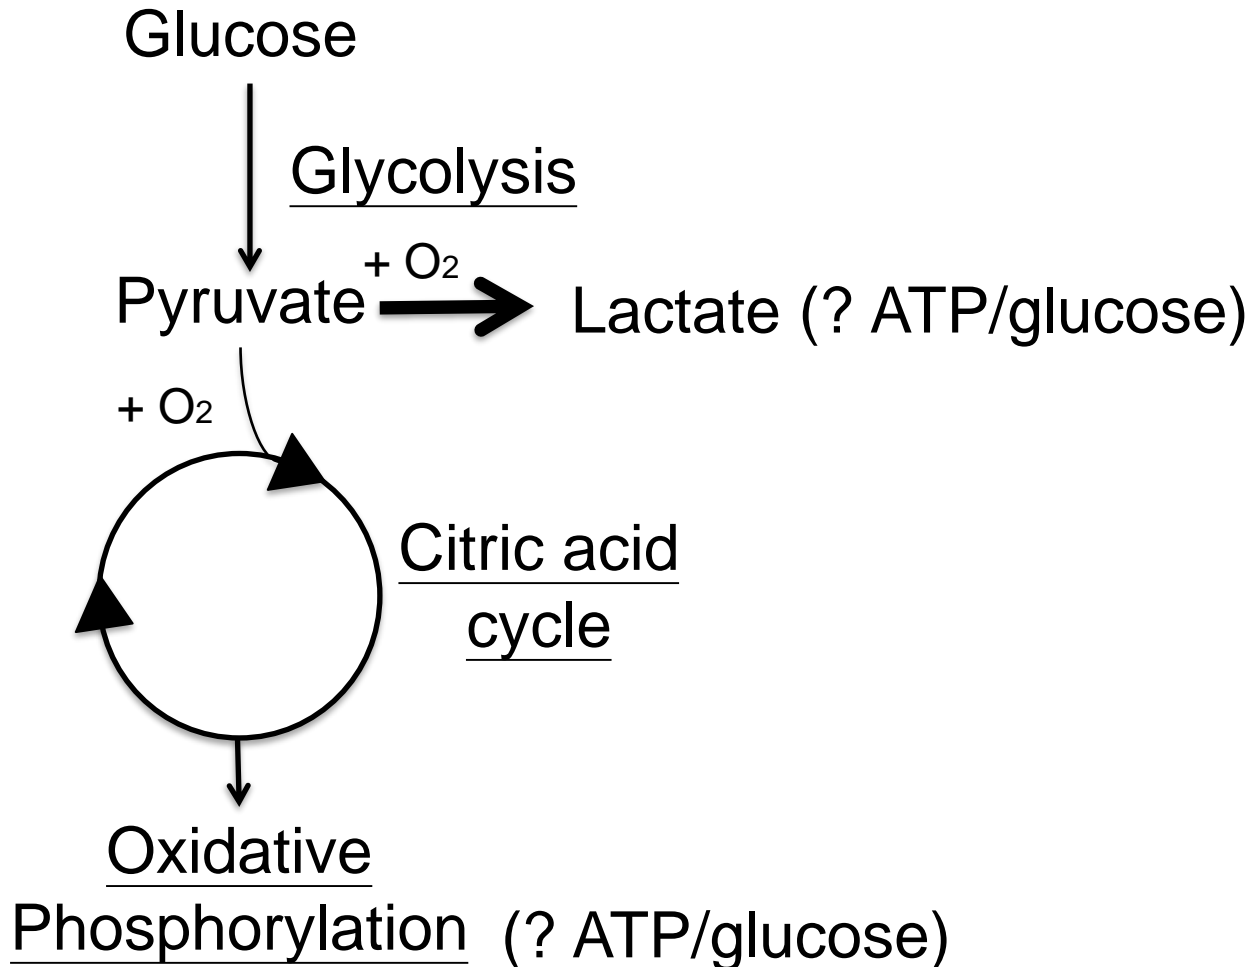 Glucose
Glycolysis
+ O2
Pyruvate
Lactate (? ATP/glucose)
+ O2
Citric acid
cycle
Oxidative
Phosphorylation (? ATP/glucose)